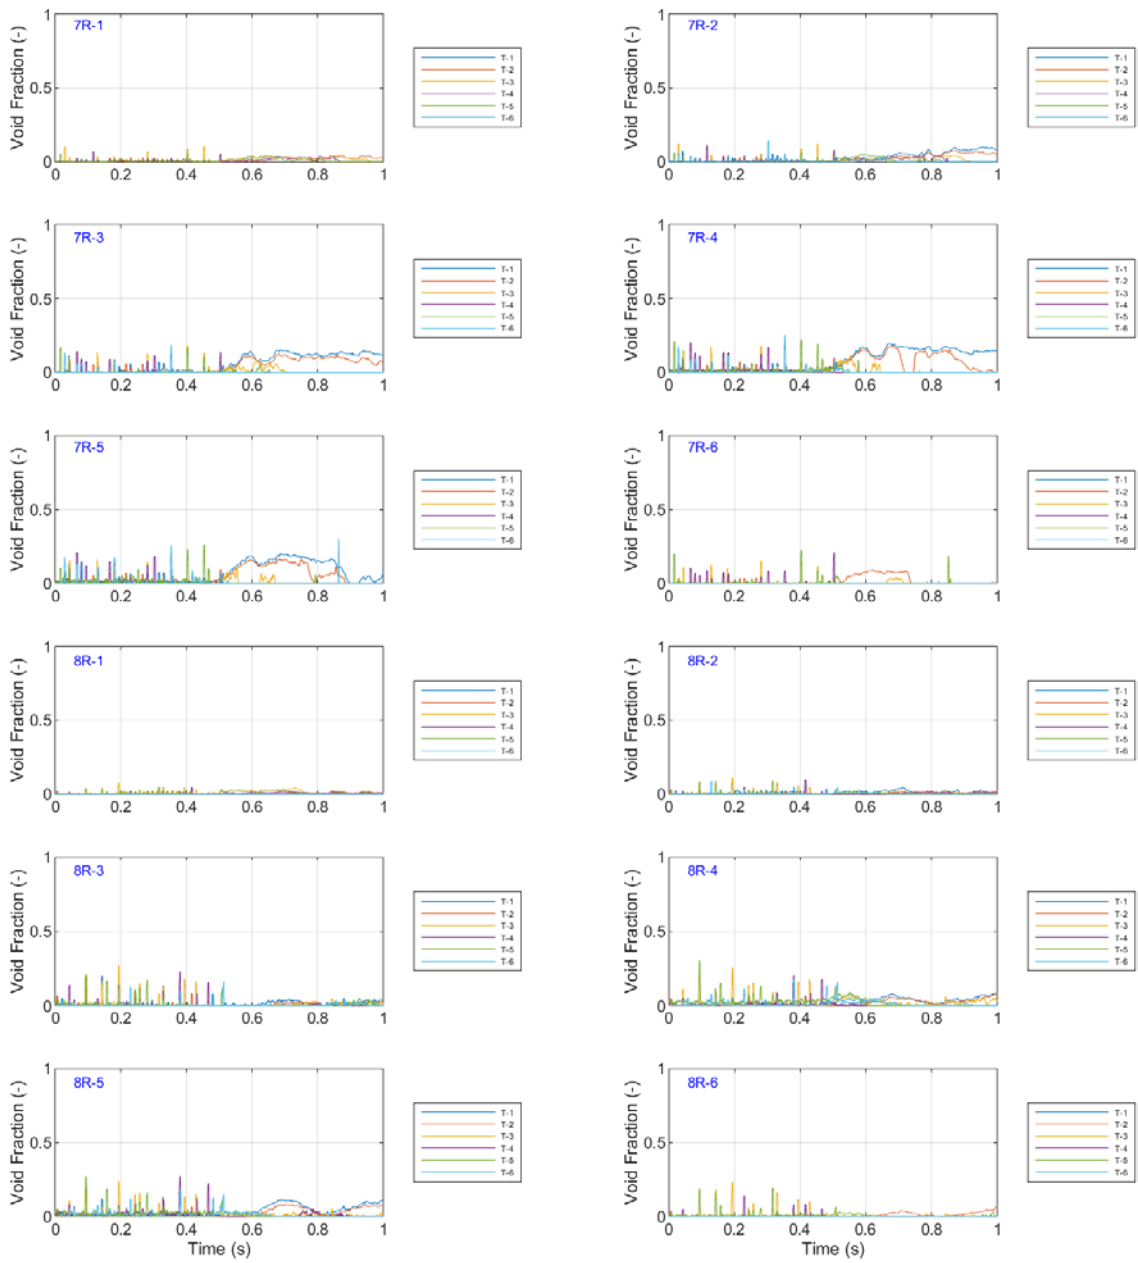 1
7R-1
Void Fraction (-)
0.5
0
0 0.2 0.4 0.6 0.8 1
T-1
T-2
T-3
T-4
T-5
T-6
1
7R-2
Void Fraction (-)
0.5
0
0 0.2 0.4 0.6 0.8 1
T-1
T-2
T-3
T-4
T-5
T-6
1
7R-3
Void Fraction (-)
0.5
0
0 0.2 0.4 0.6 0.8 1
T-1
T-2
T-3
T-4
T-5
T-6
1
7R-4
Void Fraction (-)
0.5
0
0 0.2 0.4 0.6 0.8 1
T-1
T-2
T-3
T-4
T-5
T-6
1
7R-5
Void Fraction (-)
0.5
0
0 0.2 0.4 0.6 0.8 1
T-1
T-2
T-3
T-4
T-5
T-6
1
7R-6
Void Fraction (-)
0.5
0
0 0.2 0.4 0.6 0.8 1
T-1
T-2
T-3
T-4
T-5
T-6
1
8R-1
Void Fraction (-)
0.5
0
0 0.2 0.4 0.6 0.8 1
T-1
T-2
T-3
T-4
T-5
T-6
1
8R-2
Void Fraction (-)
0.5
0
0 0.2 0.4 0.6 0.8 1
T-1
T-2
T-3
T-4
T-5
T-6
1
8R-3
Void Fraction (-)
0.5
0
0 0.2 0.4 0.6 0.8 1
T-1
T-2
T-3
T-4
T-5
T-6
1
8R-4
Void Fraction (-)
0.5
0
0 0.2 0.4 0.6 0.8 1
T-1
T-2
T-3
T-4
T-5
T-6
1
8R-5
Void Fraction (-)
0.5
0
0 0.2 0.4 0.6 0.8 1
Time (s)
T-1
T-2
T-3
T-4
T-5
T-6
1
8R-6
Void Fraction (-)
0.5
0
0 0.2 0.4 0.6 0.8 1
Time (s)
T-1
T-2
T-3
T-4
T-5
T-6